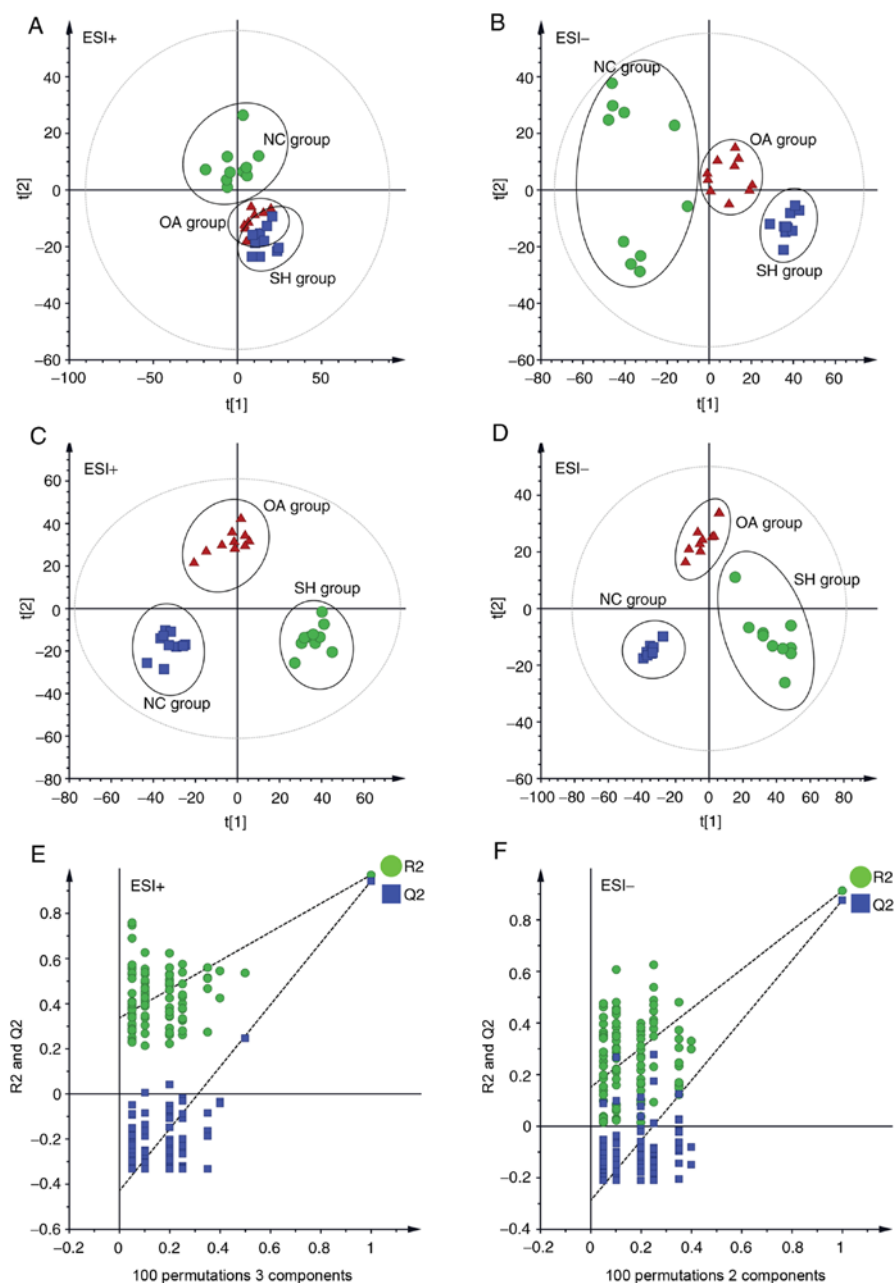 A
ESI+
NC group
OA group
SH group
t[2]
40
20
0
−20
−40
−60
−100
−50
0
50
t[1]
B
ESI−
NC group
OA group
SH group
t[2]
40
20
0
−20
−40
−60
−80
−60
−40
−20
0
20
40
60
t[1]
C
ESI+
OA group
SH group
NC group
t[2]
60
40
20
0
−20
−40
−60
−80
−80
−60
−40
−20
0
20
40
60
t[1]
D
ESI−
OA group
SH group
NC group
t[2]
40
20
0
−20
−40
−60
−100
−80
−60
−40
−20
0
20
40
60
80
t[1]
E
ESI+
R2
Q2
R2 and Q2
0.8
0.6
0.4
0.2
0
−0.2
−0.4
−0.6
−0.2
0
0.2
0.4
0.6
0.8
1
100 permutations 3 components
F
ESI−
R2
Q2
R2 and Q2
0.8
0.6
0.4
0.2
0
−0.2
−0.4
−0.2
0
0.2
0.4
0.6
0.8
1
100 permutations 2 components